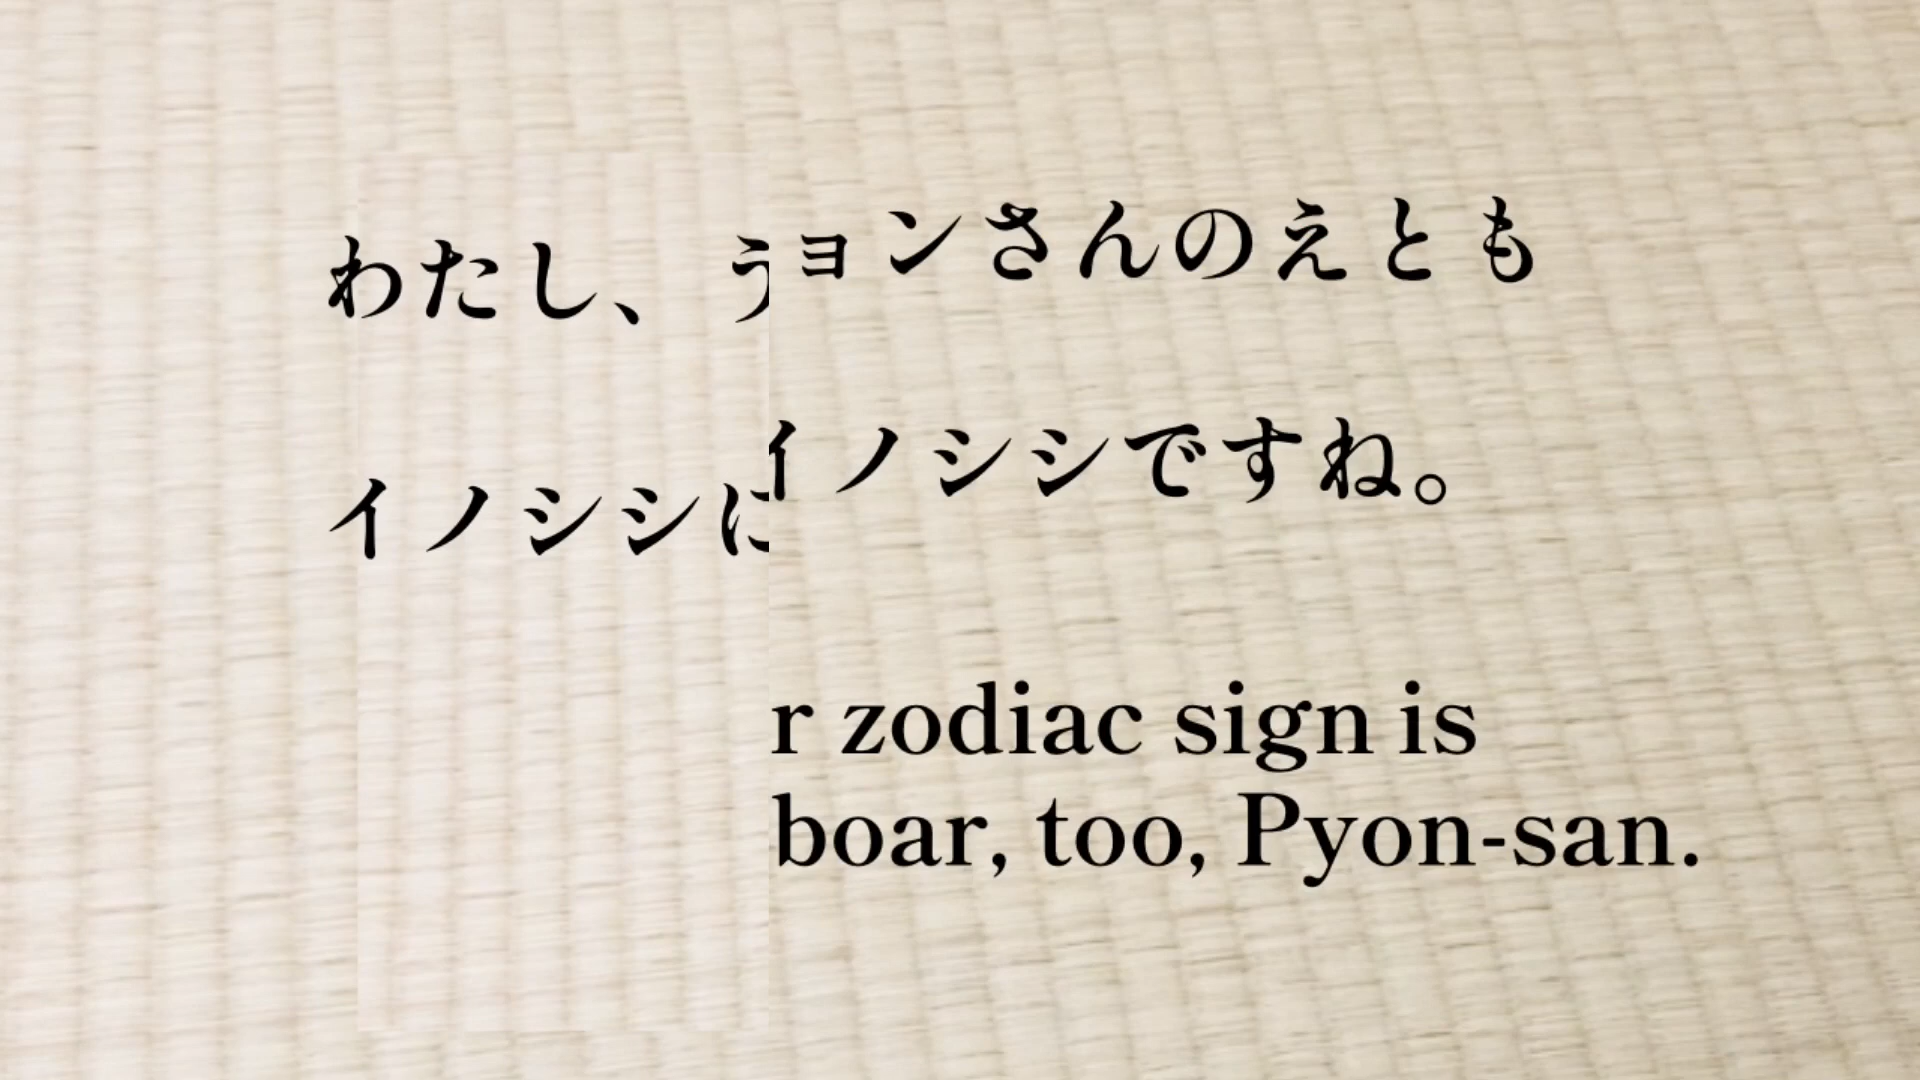 わたし、
ョンさんのえとも
イノシシに
イノシシですね。
r zodiac sign is
boar, too, Pyon-san.